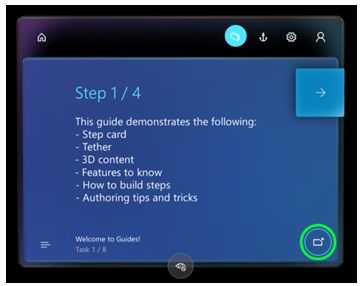 Step 1 / 4
This guide demonstrates the following:
- Step card
- Tether
- 3D content
- Features to know
- How to build steps
- Authoring tips and tricks
Welcome to Guides!
Task 1 / 8